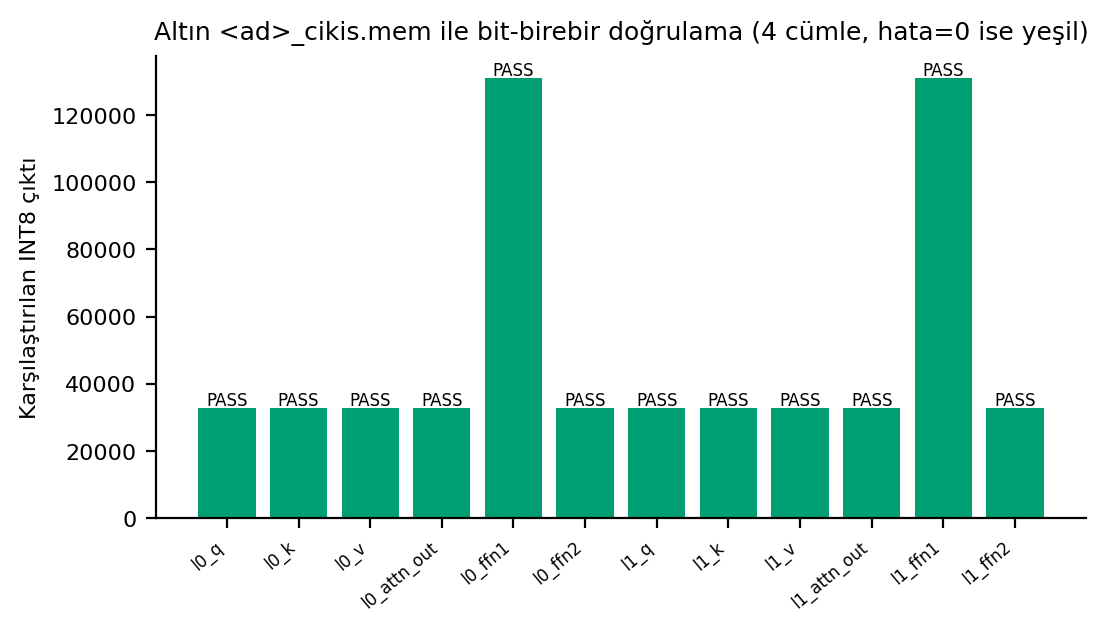 Altın <ad>_cikis.mem ile bit-birebir doğrulama (4 cümle, hata=0 ise yeşil)
Karşılaştırılan INT8 çıktı
120000
100000
80000
60000
40000
20000
0
PASS PASS PASS PASS PASS PASS PASS PASS PASS PASS PASS PASS
l0_q l0_k l0_v l0_attn_out l0_ffn1 l0_ffn2 l1_q l1_k l1_v l1_attn_out l1_ffn1 l1_ffn2